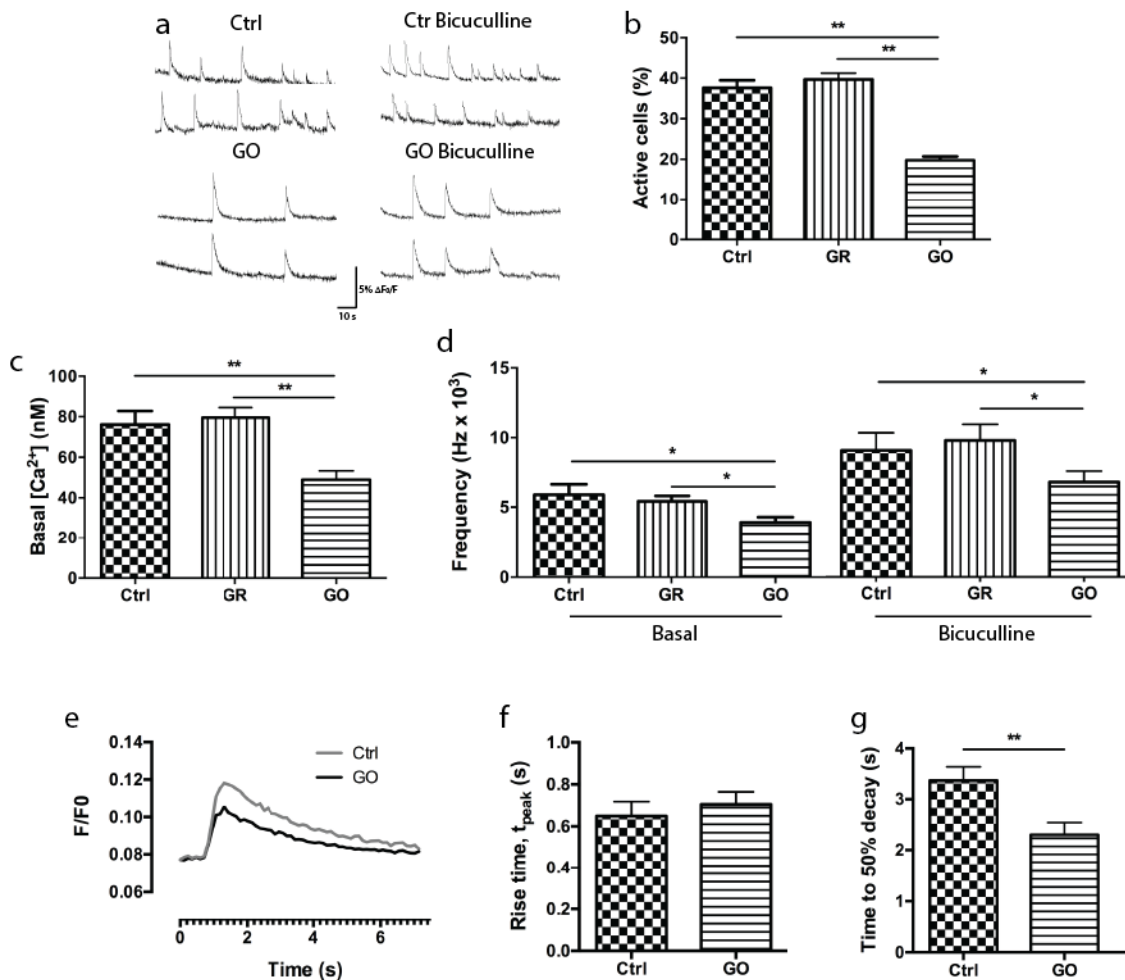 a
Ctrl
Ctr Bicuculline
GO
GO Bicuculline
5% ΔFo/F
10 s
b
**
**
50
40
30
20
10
0
Active cells (%)
Ctrl GR GO
c
**
**
100
80
60
40
20
0
Basal [Ca²⁺] (nM)
Ctrl GR GO
d
*
*
*
*
15
10
5
0
Frequency (Hz x 10³)
Ctrl GR GO Ctrl GR GO
Basal Bicuculline
e
Ctrl
GO
0.14
0.12
0.10
0.08
0.06
F/F0
0 2 4 6
Time (s)
f
1.0
0.8
0.6
0.4
0.2
0.0
Rise time, tpeak (s)
Ctrl GO
g
**
4
3
2
1
0
Time to 50% decay (s)
Ctrl GO